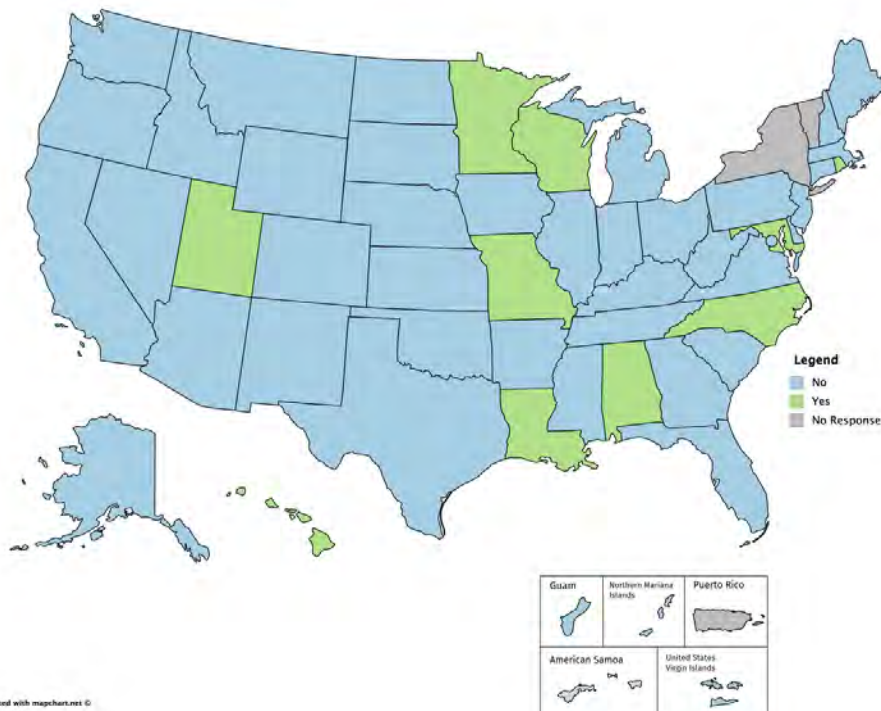 Legend
No
Yes
No Response
Guam
Northern Mariana
Islands
Puerto Rico
American Samoa
United States
Virgin Islands
ed with mapchart.net ©